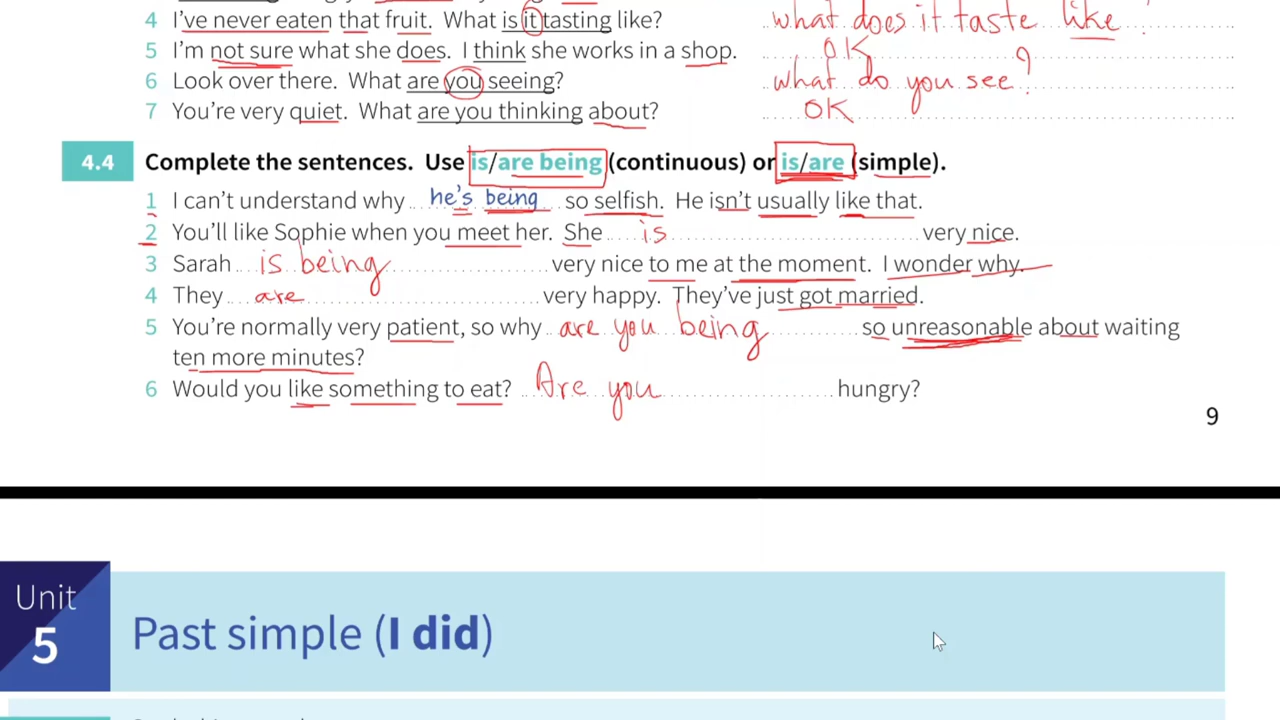 4 I've never eaten that fruit. What is it tasting like? what does it taste like ?
5 I'm not sure what she does. I think she works in a shop. OK
6 Look over there. What are you seeing? what do you see?
7 You're very quiet. What are you thinking about? OK
4.4 Complete the sentences. Use is/are being (continuous) or is/are (simple).
1 I can't understand why he's being so selfish. He isn't usually like that.
2 You'll like Sophie when you meet her. She is very nice.
3 Sarah is being very nice to me at the moment. I wonder why.
4 They are very happy. They've just got married.
5 You're normally very patient, so why are you being so unreasonable about waiting
ten more minutes?
6 Would you like something to eat? Are you hungry?
9
Unit
5
Past simple (I did)